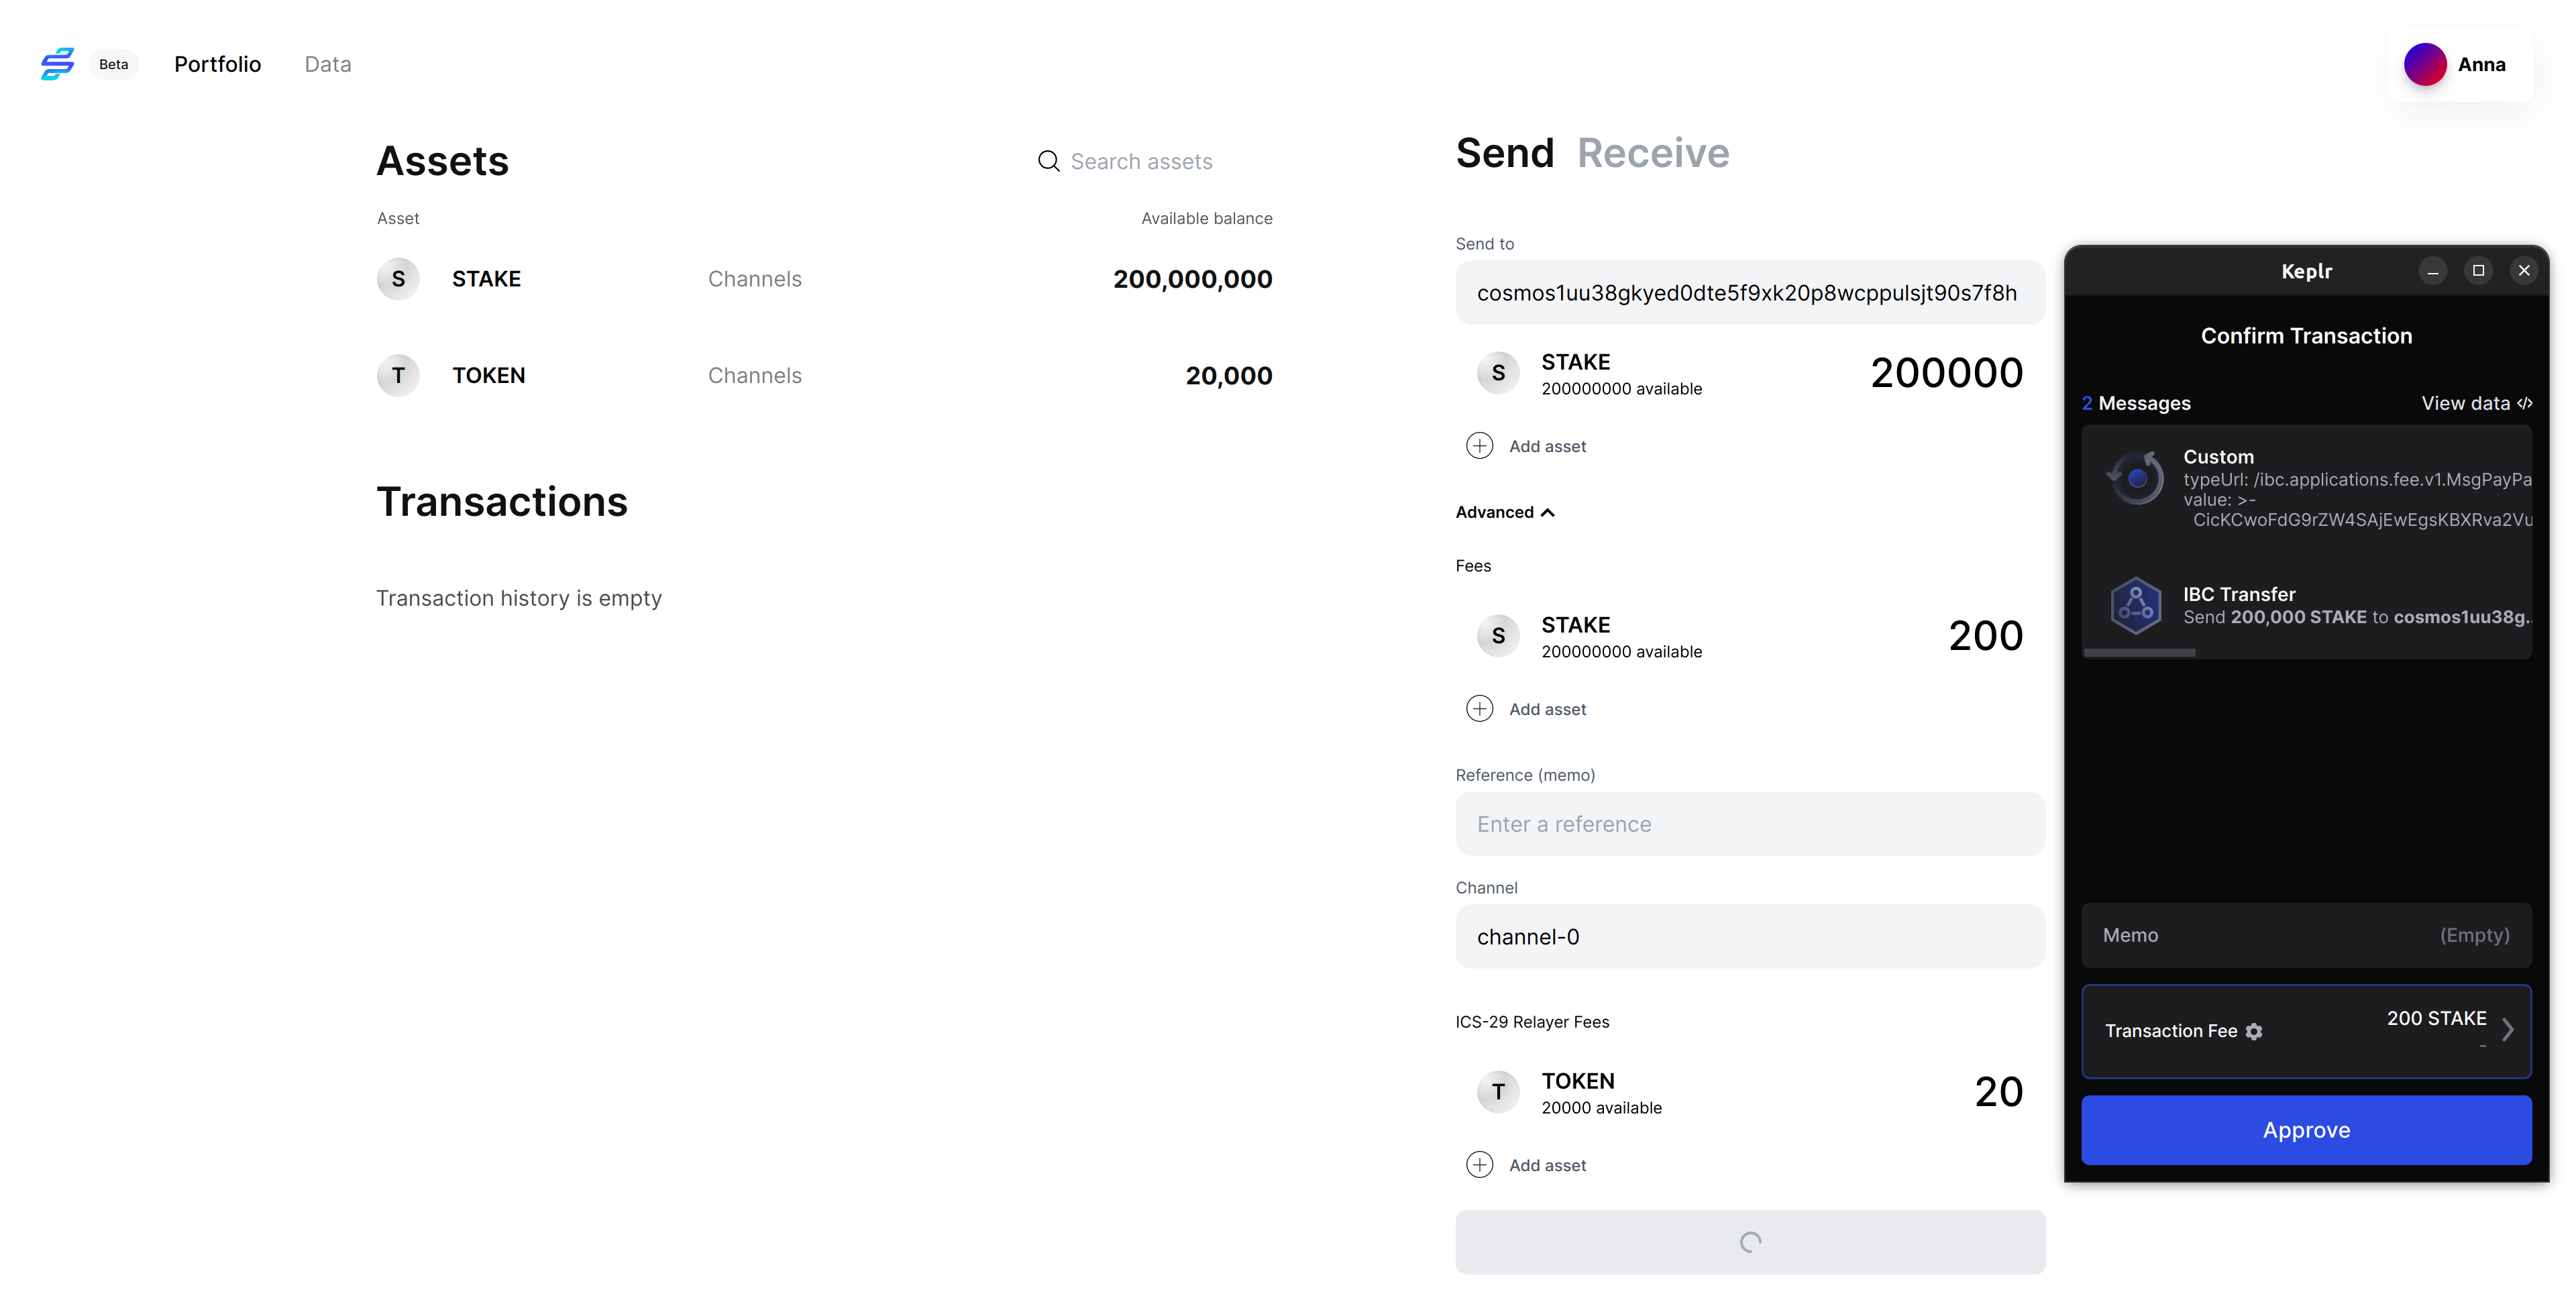 Beta
Portfolio
Data
Anna
Assets
Search assets
Asset
Available balance
S
STAKE
Channels
200,000,000
T
TOKEN
Channels
20,000
Transactions
Transaction history is empty
Send
Receive
Send to
cosmos1uu38gkyed0dte5f9xk20p8wcppulsjt90s7f8h
S
STAKE
200000000 available
200000
Add asset
Advanced
Fees
S
STAKE
200000000 available
200
Add asset
Reference (memo)
Enter a reference
Channel
channel-0
ICS-29 Relayer Fees
T
TOKEN
20000 available
20
Add asset
Keplr
Confirm Transaction
2 Messages
View data </>
Custom
typeUrl: /ibc.applications.fee.v1.MsgPayPa
value: >-
CicKCwoFdG9rZW4SAjEwEgsKBXRva2Vu
IBC Transfer
Send 200,000 STAKE to cosmos1uu38g..
Memo
(Empty)
Transaction Fee
200 STAKE
-
Approve